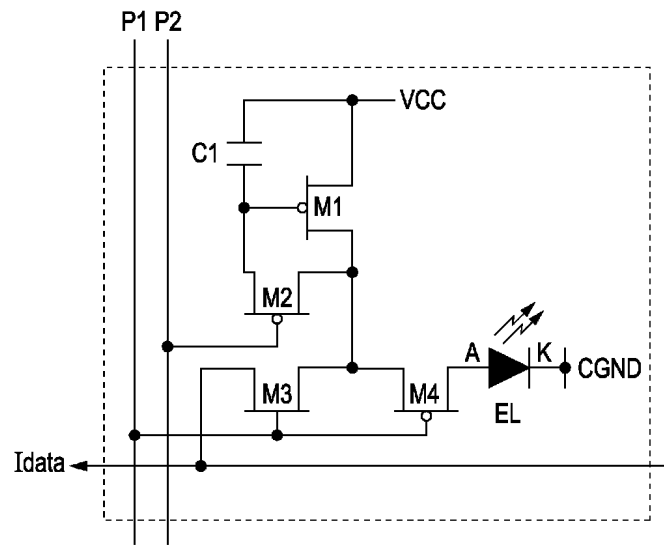 P1 P2
VCC
C1
M1
M2
A K
CGND
M3
M4
EL
Idata